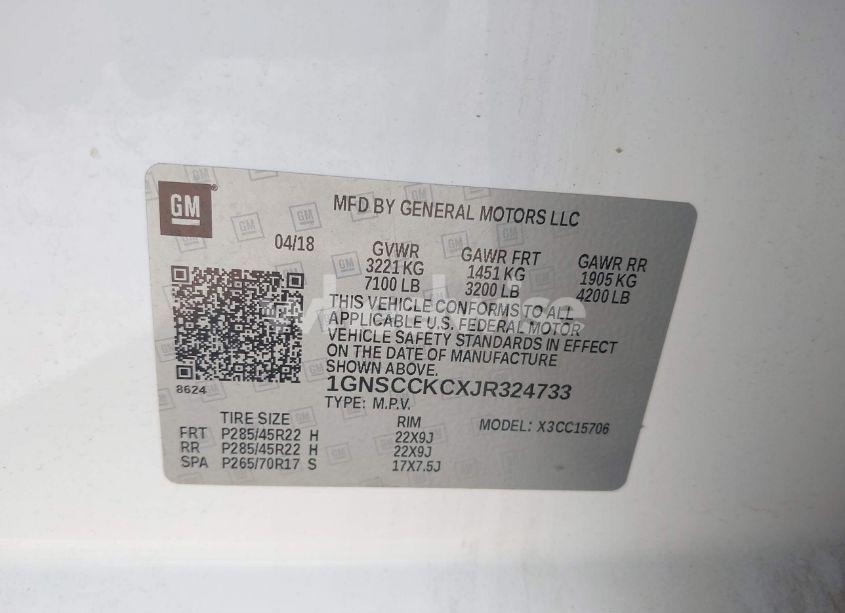 GM
MFD BY GENERAL MOTORS LLC
04/18
GVWR GAWR FRT GAWR RR
3221 KG 1451 KG 1905 KG
7100 LB 3200 LB 4200 LB
THIS VEHICLE CONFORMS TO ALL
APPLICABLE U.S. FEDERAL MOTOR
VEHICLE SAFETY STANDARDS IN EFFECT
ON THE DATE OF MANUFACTURE
SHOWN ABOVE.
8624
1GNSCCKCXJR324733
TYPE: M.P.V.
TIRE SIZE RIM MODEL: X3CC15706
FRT P285/45R22 H 22X9J
RR P285/45R22 H 22X9J
SPA P265/70R17 S 17X7.5J